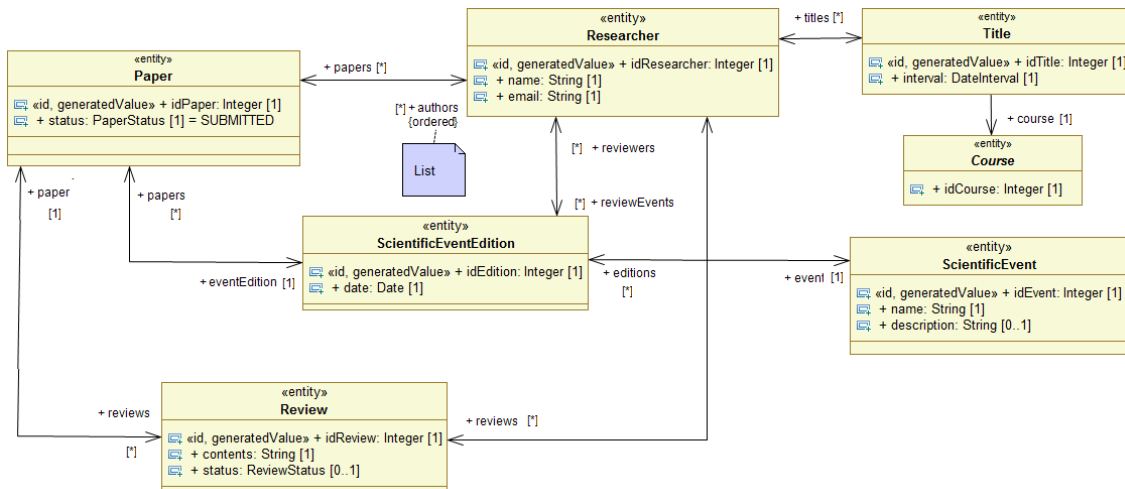 «entity»
Paper
«id, generatedValue» + idPaper: Integer [1]
+ status: PaperStatus [1] = SUBMITTED
+ papers [*]
«entity»
Researcher
«id, generatedValue» + idResearcher: Integer [1]
+ name: String [1]
+ email: String [1]
+ titles [*]
«entity»
Title
«id, generatedValue» + idTitle: Integer [1]
+ interval: DateInterval [1]
+ course [1]
«entity»
Course
+ idCourse: Integer [1]
[*] + authors
{ordered}
List
[*] + reviewers
[*] + reviewEvents
+ paper
[1]
+ papers
[*]
+ eventEdition [1]
«entity»
ScientificEventEdition
«id, generatedValue» + idEdition: Integer [1]
+ date: Date [1]
+ editions
[*]
+ event [1]
«entity»
ScientificEvent
«id, generatedValue» + idEvent: Integer [1]
+ name: String [1]
+ description: String [0..1]
+ reviews
[*]
«entity»
Review
«id, generatedValue» + idReview: Integer [1]
+ contents: String [1]
+ status: ReviewStatus [0..1]
+ reviews [*]